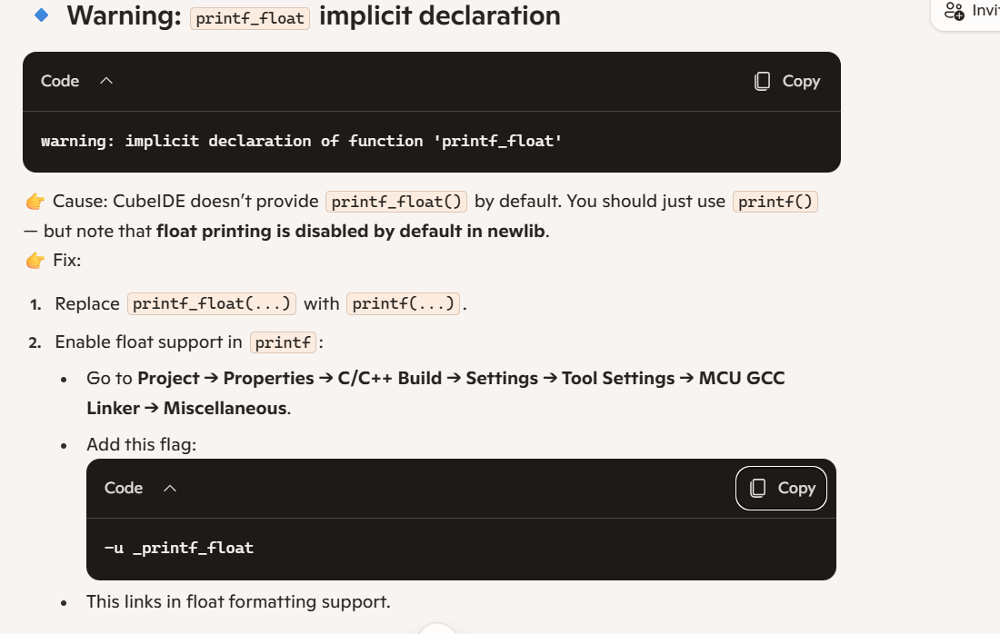 Warning: printf_float implicit declaration
Invi
Code
Copy
warning: implicit declaration of function 'printf_float'
Cause: CubeIDE doesn’t provide printf_float() by default. You should just use printf()
— but note that float printing is disabled by default in newlib.
Fix:
1. Replace printf_float(...) with printf(...).
2. Enable float support in printf:
• Go to Project → Properties → C/C++ Build → Settings → Tool Settings → MCU GCC
Linker → Miscellaneous.
• Add this flag:
Code
Copy
-u _printf_float
• This links in float formatting support.